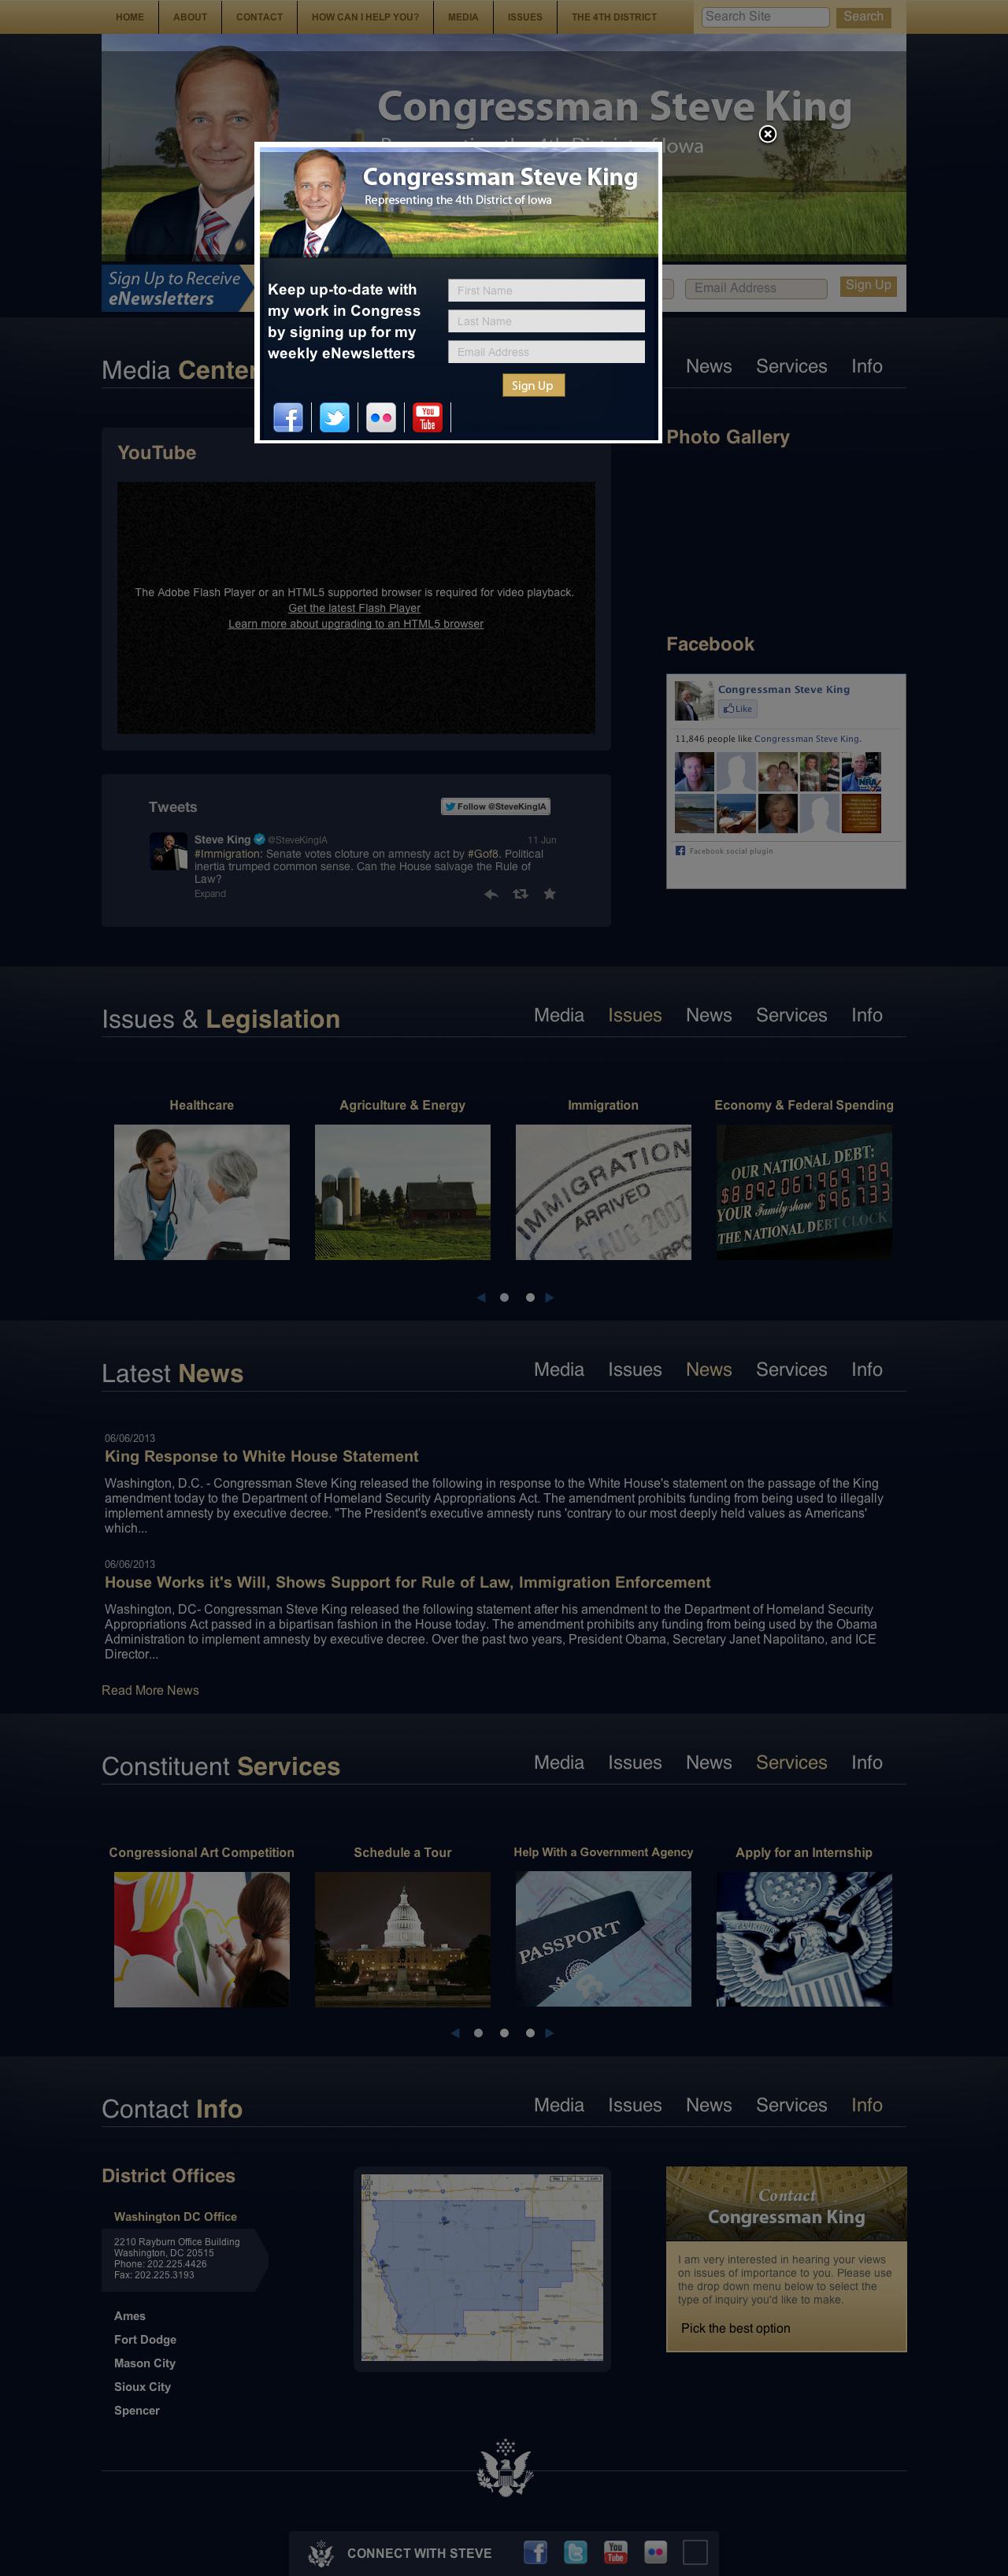 HOME ABOUT CONTACT HOW CAN I HELP YOU? MEDIA ISSUES THE 4TH DISTRICT
Search Site Search
Congressman Steve King
Congressman Steve King
Representing the 4th District of Iowa
Sign Up to Receive
eNewsletters
Email Address Sign Up
Keep up-to-date with
my work in Congress
by signing up for my
weekly eNewsletters
First Name
Last Name
Email Address
Sign Up
You
Tube
Media Center
News Services Info
YouTube
The Adobe Flash Player or an HTML5 supported browser is required for video playback.
Get the latest Flash Player
Learn more about upgrading to an HTML5 browser
Photo Gallery
Facebook
Congressman Steve King
Like
11,846 people like Congressman Steve King.
NRA
Facebook social plugin
Tweets
Follow @SteveKingIA
Steve King @SteveKingIA 11 Jun
#Immigration: Senate votes cloture on amnesty act by #Gof8. Political
inertia trumped common sense. Can the House salvage the Rule of
Law?
Expand
Issues & Legislation
Media Issues News Services Info
Healthcare
Agriculture & Energy
Immigration
Economy & Federal Spending
IMMIGRATION
ARRIVED
5 AUG 2007
OUR NATIONAL DEBT:
$8892067,969,789
YOUR Family share $96733
THE NATIONAL DEBT CLOCK
Latest News
Media Issues News Services Info
06/06/2013
King Response to White House Statement
Washington, D.C. - Congressman Steve King released the following in response to the White House's statement on the passage of the King
amendment today to the Department of Homeland Security Appropriations Act. The amendment prohibits funding from being used to illegally
implement amnesty by executive decree. "The President's executive amnesty runs 'contrary to our most deeply held values as Americans'
which...
06/06/2013
House Works it's Will, Shows Support for Rule of Law, Immigration Enforcement
Washington, DC- Congressman Steve King released the following statement after his amendment to the Department of Homeland Security
Appropriations Act passed in a bipartisan fashion in the House today. The amendment prohibits any funding from being used by the Obama
Administration to implement amnesty by executive decree. Over the past two years, President Obama, Secretary Janet Napolitano, and ICE
Director...
Read More News
Constituent Services
Media Issues News Services Info
Congressional Art Competition
Schedule a Tour
Help With a Government Agency
Apply for an Internship
PASSPORT
Contact Info
Media Issues News Services Info
District Offices
Washington DC Office
2210 Rayburn Office Building
Washington, DC 20515
Phone: 202.225.4426
Fax: 202.225.3193
Ames
Fort Dodge
Mason City
Sioux City
Spencer
Contact
Congressman King
I am very interested in hearing your views
on issues of importance to you. Please use
the drop down menu below to select the
type of inquiry you'd like to make.
Pick the best option
CONNECT WITH STEVE
You
Tube